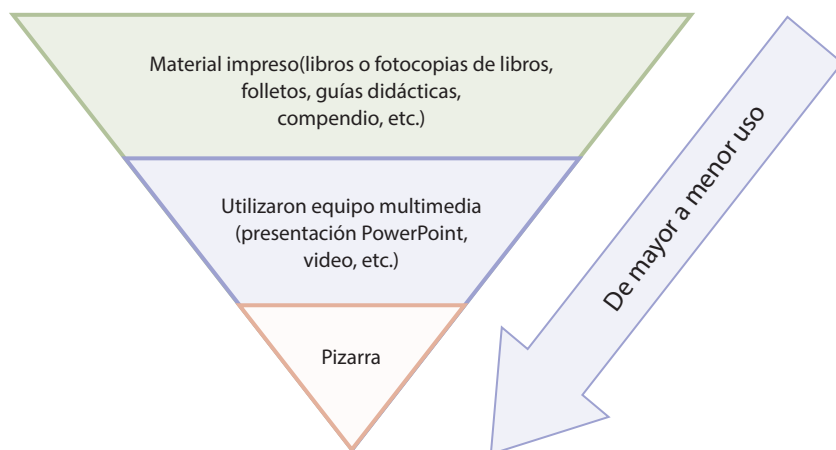 Material impreso(libros o fotocopias de libros,
folletos, guías didácticas,
compendio, etc.)
Utilizaron equipo multimedia
(presentación PowerPoint,
video, etc.)
Pizarra
De mayor a menor uso